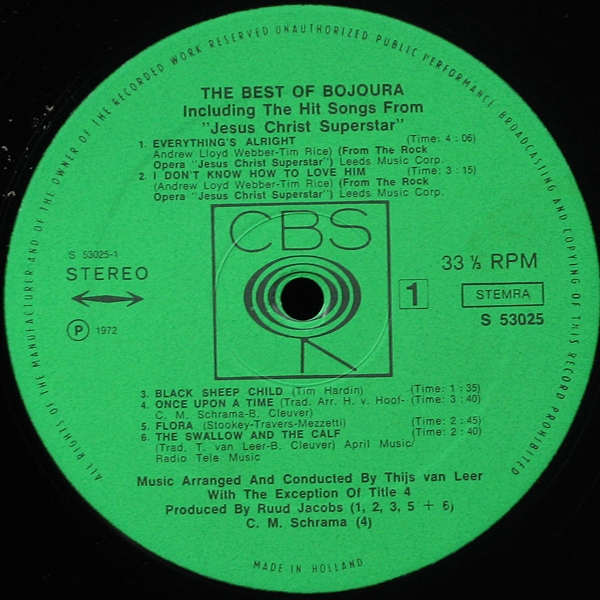 ALL RIGHTS OF THE MANUFACTURER AND OF THE OWNER OF THE RECORDED WORK RESERVED UNAUTHORIZED PUBLIC PERFORMANCE BROADCASTING AND COPYING OF THIS RECORD PROHIBITED
THE BEST OF BOJOURA
Including The Hit Songs From
"Jesus Christ Superstar"
1. EVERYTHING'S ALRIGHT (Time: 4 : 06)
Andrew Lloyd Webber-Tim Rice) (From The Rock
Opera "Jesus Christ Superstar") Leeds Music Corp.
2. I DON'T KNOW HOW TO LOVE HIM (Time: 3 : 15)
(Andrew Lloyd Webber-Tim Rice) (From The Rock
Opera "Jesus Christ Superstar") Leeds Music Corp.
CBS
S 53025-1
STEREO
℗ 1972
33 ⅓ RPM
1
STEMRA
S 53025
3. BLACK SHEEP CHILD (Tim Hardin) (Time: 1 : 35)
4. ONCE UPON A TIME (Trad. Arr. H. v. Hoof- (Time: 3 : 40)
C. M. Schrama-B. Cleuver)
5. FLORA (Stookey-Travers-Mezzetti) (Time: 2 : 45)
6. THE SWALLOW AND THE CALF (Time: 2 : 40)
(Trad, T. van Leer-B. Cleuver) April Music/
Radio Tele Music
Music Arranged And Conducted By Thijs van Leer
With The Exception Of Title 4
Produced By Ruud Jacobs (1, 2, 3, 5 + 6)
C. M. Schrama (4)
MADE IN HOLLAND